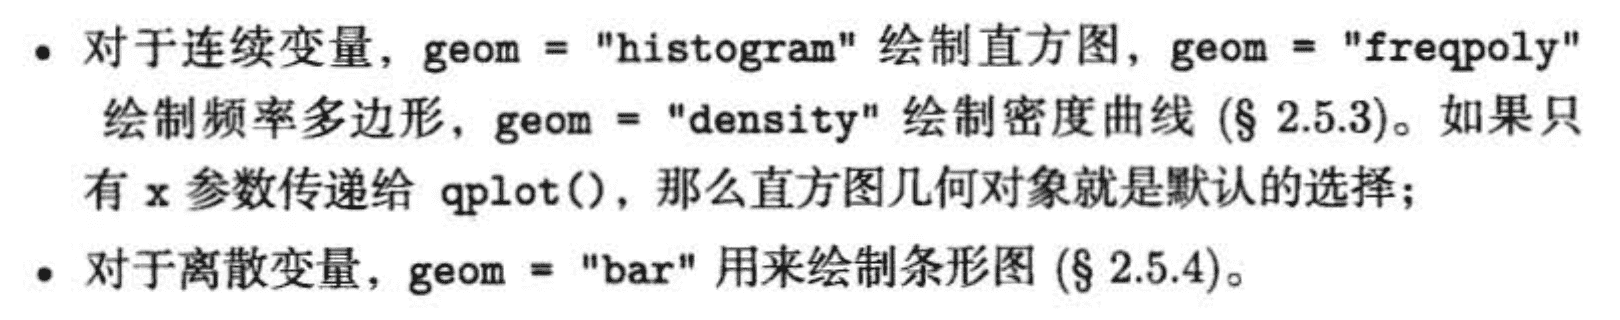 • 对于连续变量，geom = "histogram" 绘制直方图，geom = "freqpoly"
绘制频率多边形，geom = "density" 绘制密度曲线 (§ 2.5.3)。如果只
有 x 参数传递给 qplot()，那么直方图几何对象就是默认的选择；
• 对于离散变量，geom = "bar" 用来绘制条形图 (§ 2.5.4)。